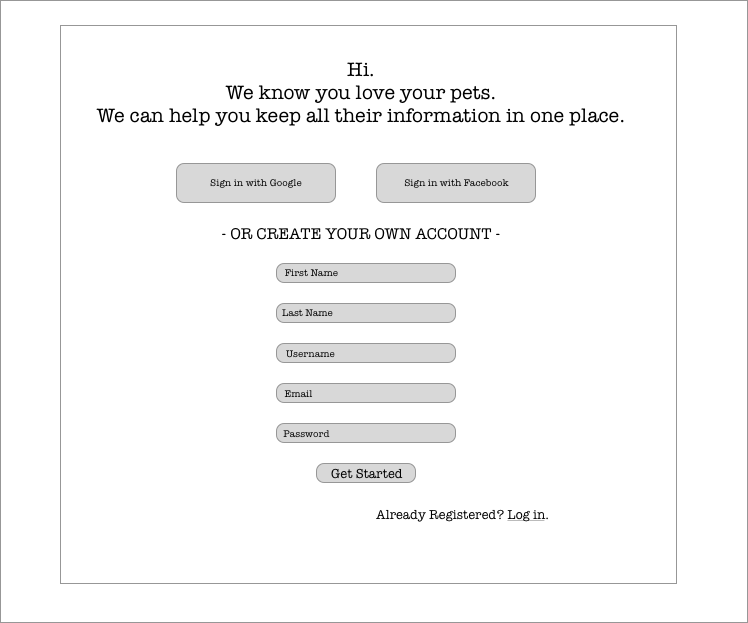 Hi.
We know you love your pets.
We can help you keep all their information in one place.
Sign in with Google
Sign in with Facebook
- OR CREATE YOUR OWN ACCOUNT -
First Name
Last Name
Username
Email
Password
Get Started
Already Registered? Log in.